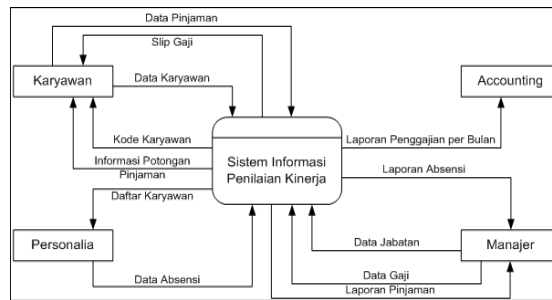 Data Pinjaman
Slip Gaji
Karyawan
Data Karyawan
Accounting
Kode Karyawan
Informasi Potongan
Pinjaman
Daftar Karyawan
Sistem Informasi
Penilaian Kinerja
Laporan Penggajian per Bulan
Laporan Absensi
Personalia
Data Absensi
Data Jabatan
Manajer
Data Gaji
Laporan Pinjaman